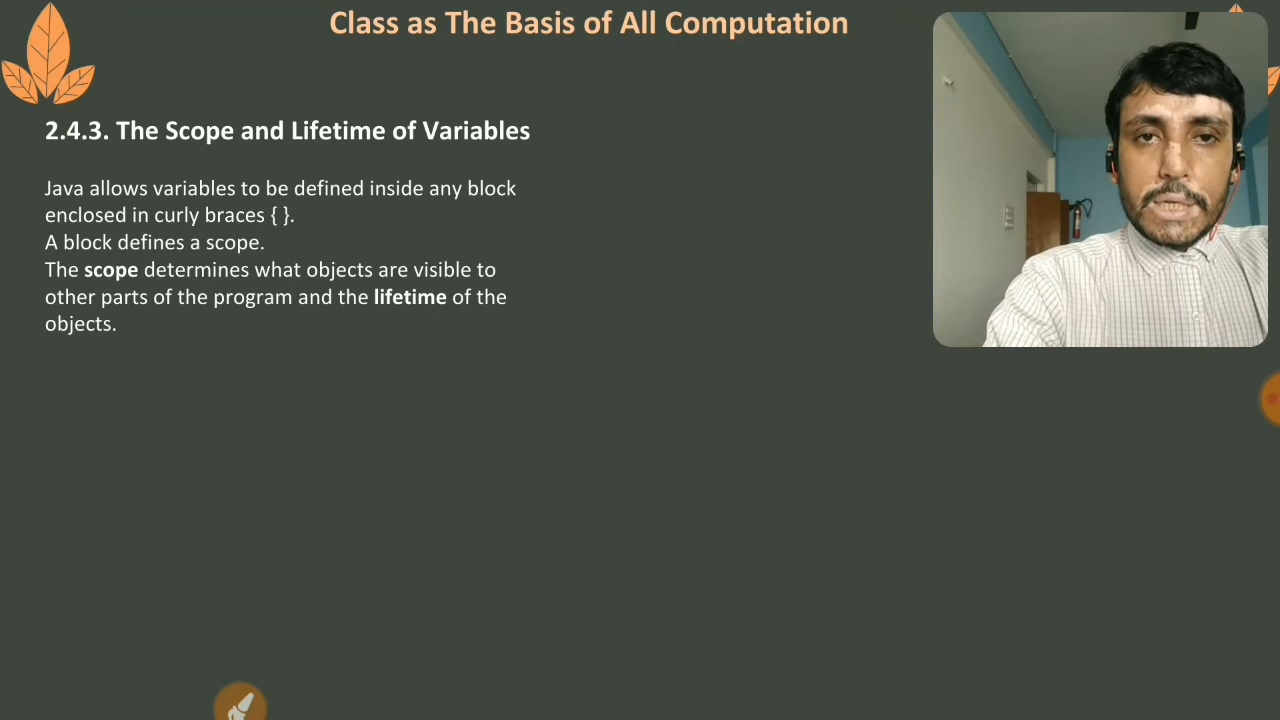 Class as The Basis of All Computation
2.4.3. The Scope and Lifetime of Variables
Java allows variables to be defined inside any block
enclosed in curly braces { }.
A block defines a scope.
The scope determines what objects are visible to
other parts of the program and the lifetime of the
objects.